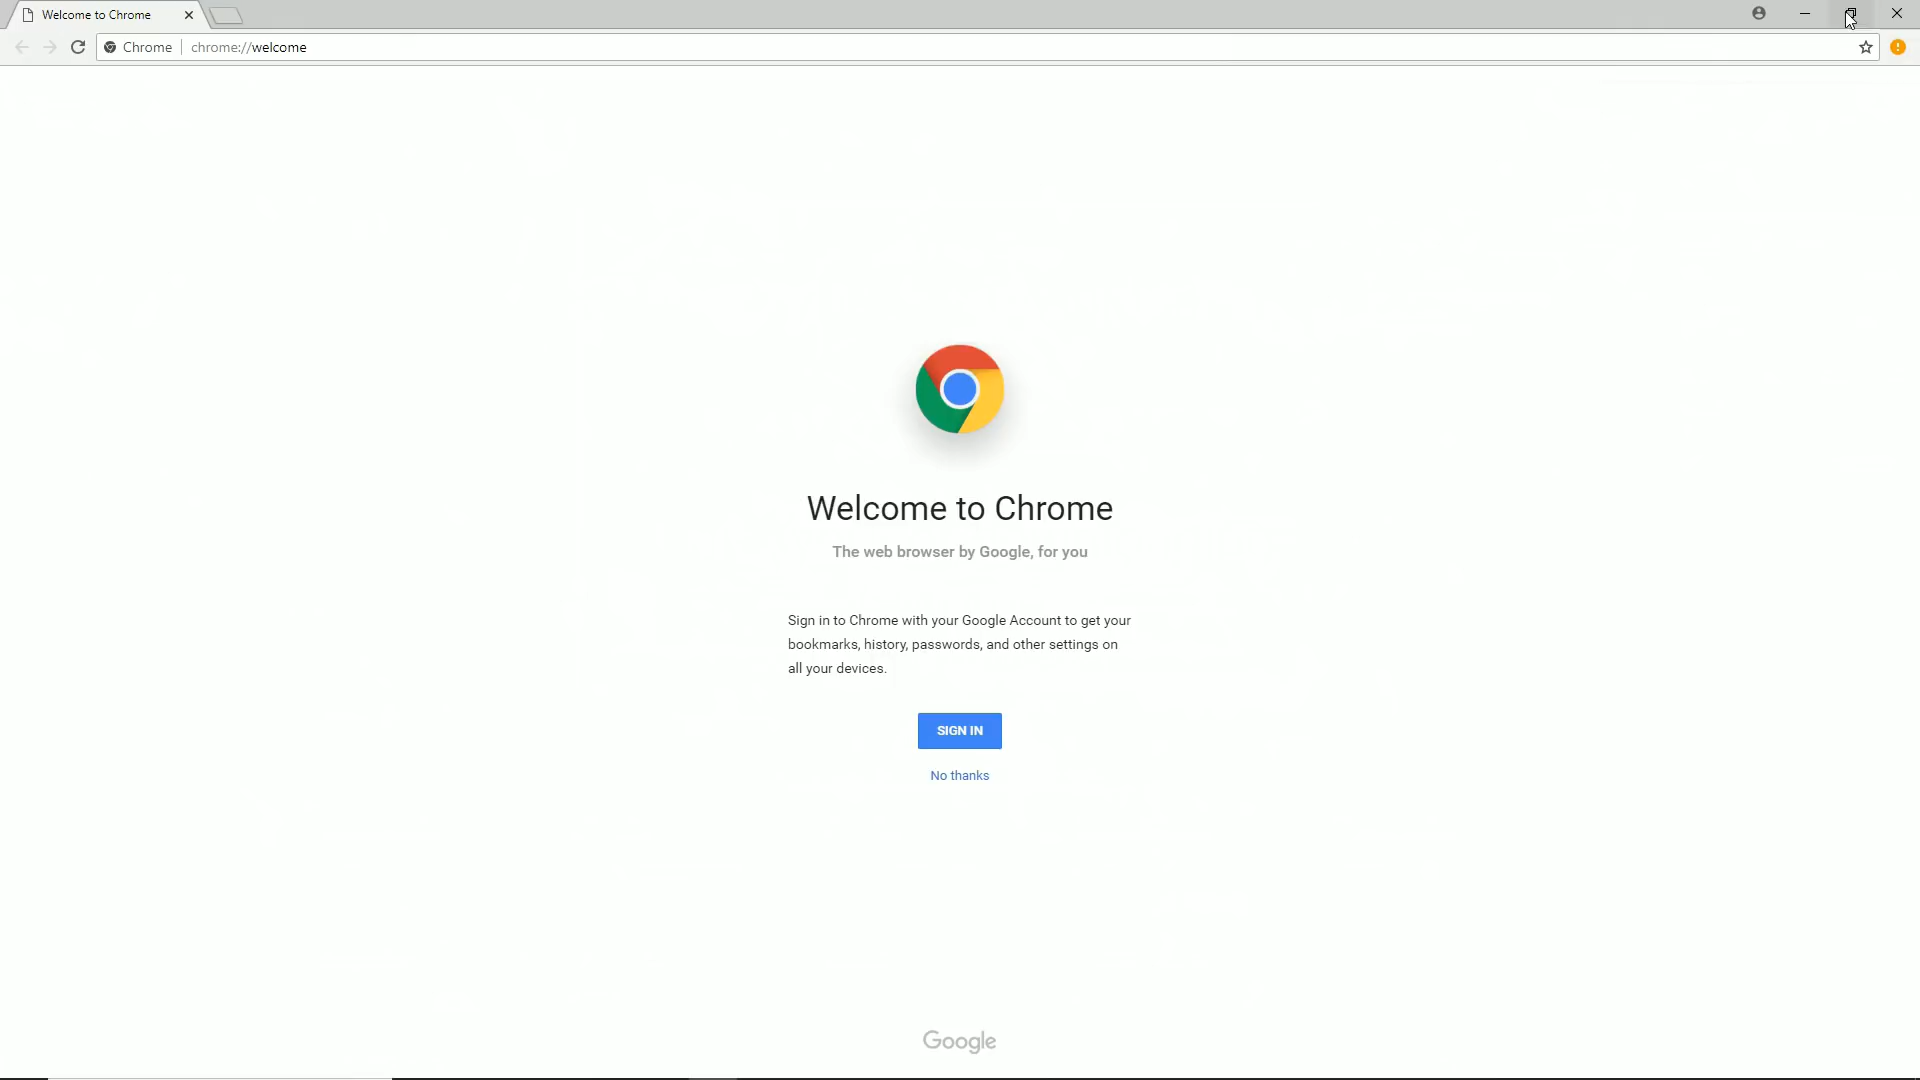 Welcome to Chrome
Chrome chrome://welcome
Welcome to Chrome
The web browser by Google, for you
Sign in to Chrome with your Google Account to get your
bookmarks, history, passwords, and other settings on
all your devices.
SIGN IN
No thanks
Google